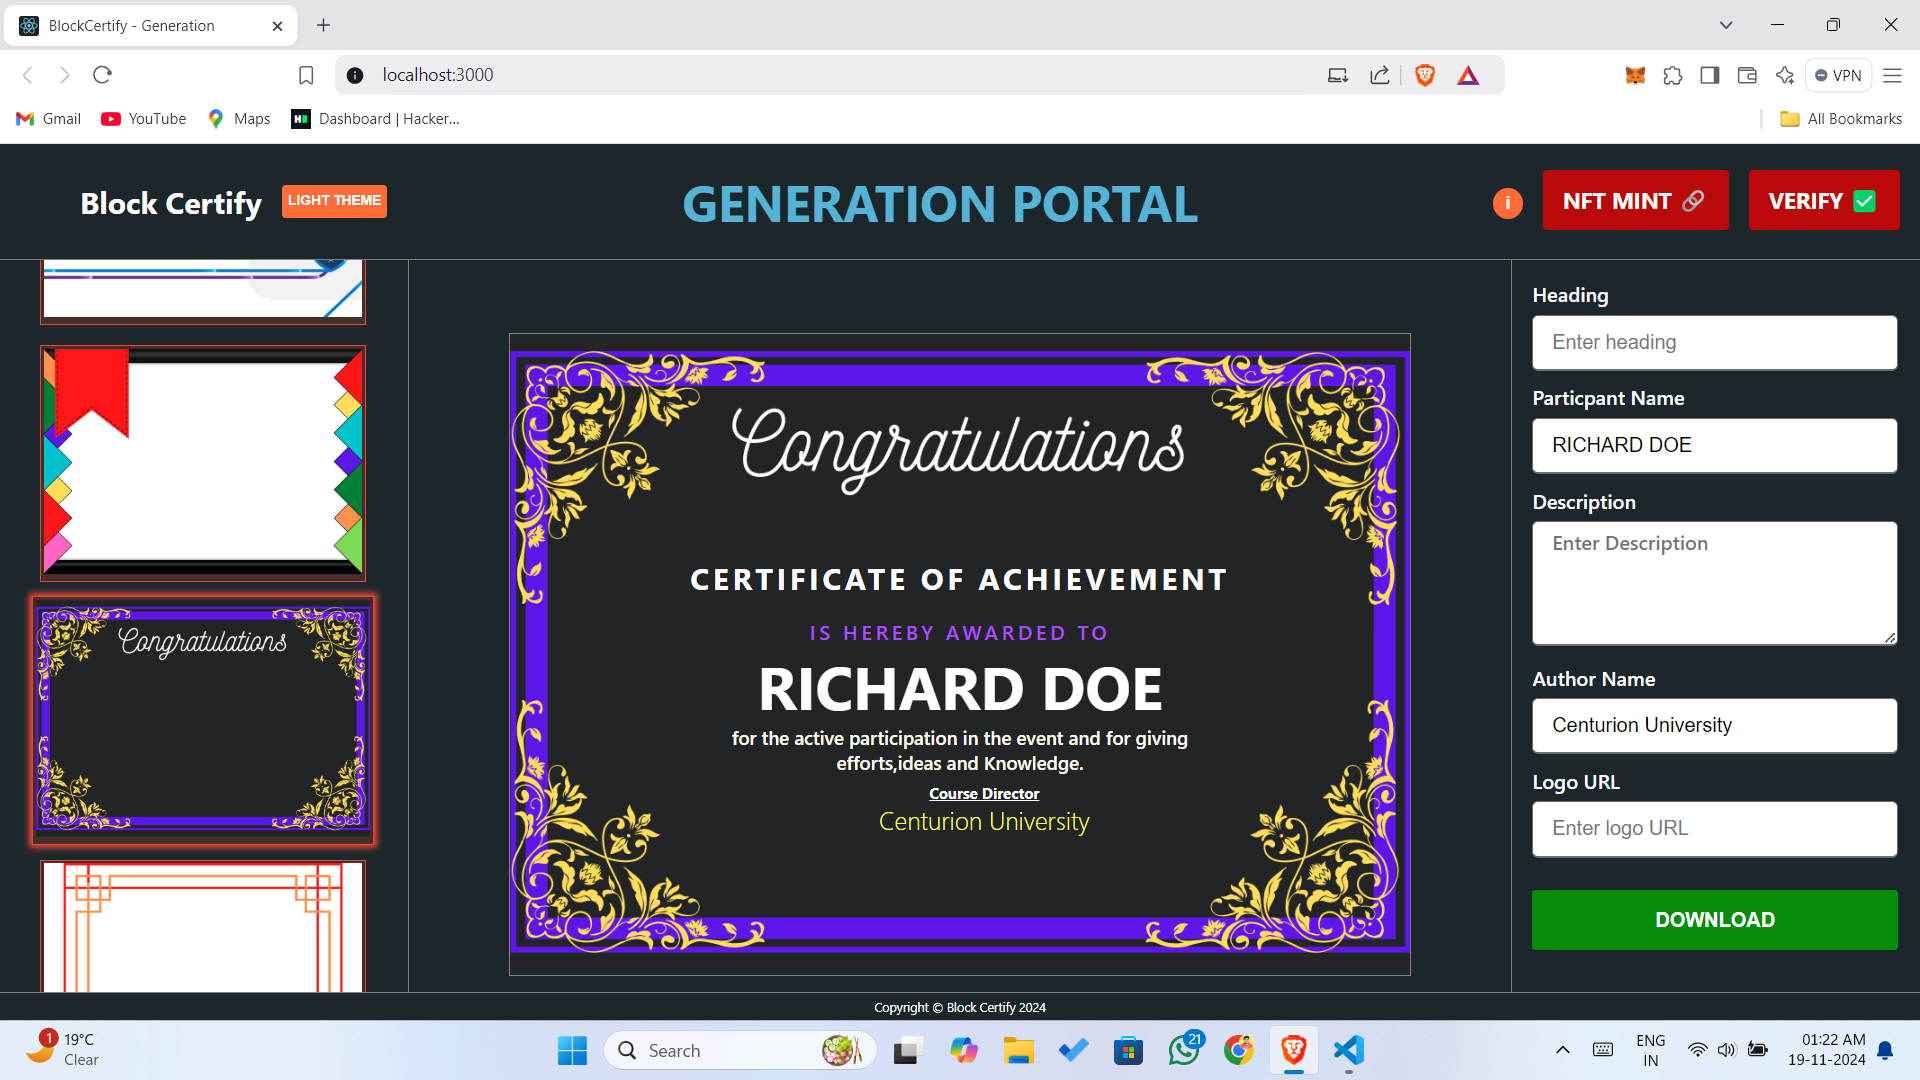 BlockCertify - Generation
localhost:3000
VPN
Gmail
YouTube
Maps
Dashboard | Hacker...
All Bookmarks
Block Certify
LIGHT THEME
GENERATION PORTAL
i
NFT MINT
VERIFY
Congratulations
CERTIFICATE OF ACHIEVEMENT
IS HEREBY AWARDED TO
RICHARD DOE
for the active participation in the event and for giving
efforts,ideas and Knowledge.
Course Director
Centurion University
Congratulations
Heading
Enter heading
Particpant Name
RICHARD DOE
Description
Enter Description
Author Name
Centurion University
Logo URL
Enter logo URL
DOWNLOAD
Copyright © Block Certify 2024
1
19°C
Clear
Search
21
ENG
IN
01:22 AM
19-11-2024